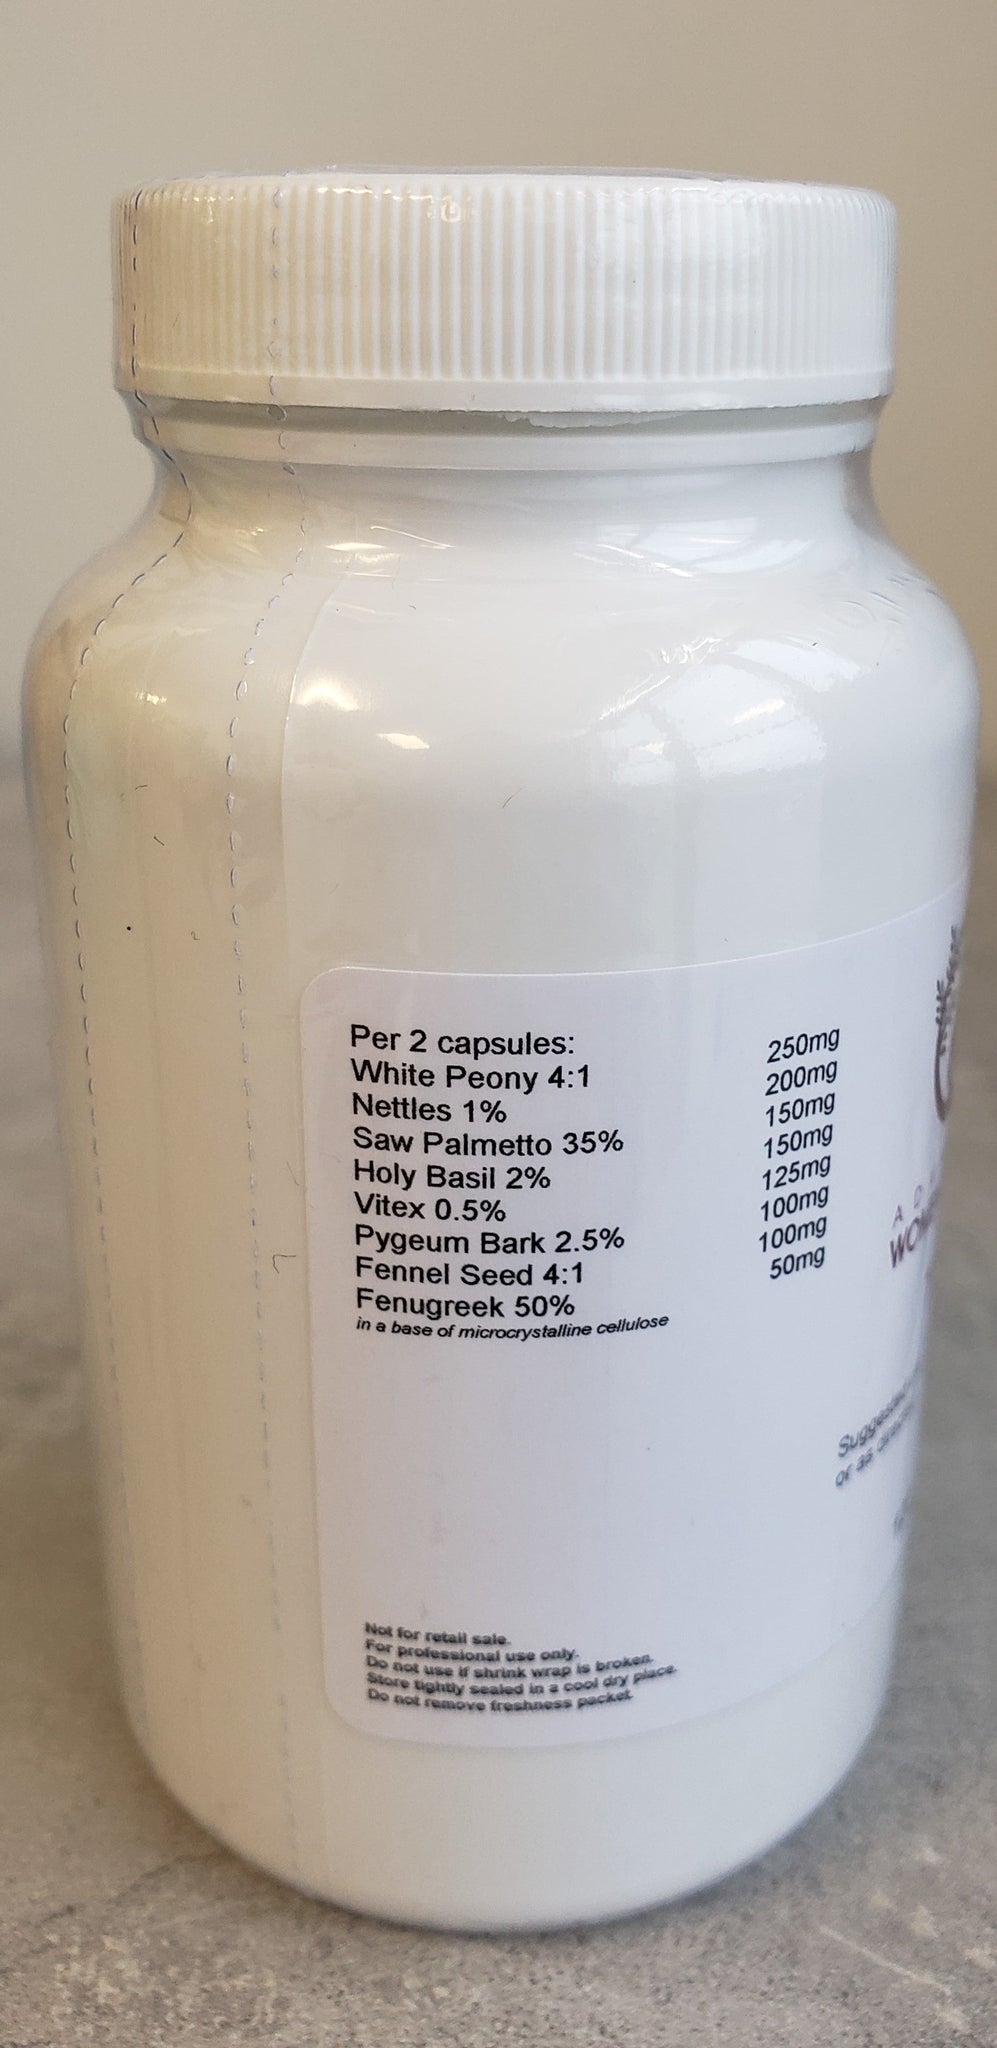 Per 2 capsules:
White Peony 4:1 250mg
Nettles 1% 200mg
Saw Palmetto 35% 150mg
Holy Basil 2% 150mg
Vitex 0.5% 125mg
Pygeum Bark 2.5% 100mg
Fennel Seed 4:1 100mg
Fenugreek 50% 50mg
in a base of microcrystalline cellulose
Not for retail sale.
For professional use only.
Do not use if shrink wrap is broken.
Store tightly sealed in a cool dry place.
Do not remove freshness packet.
or as